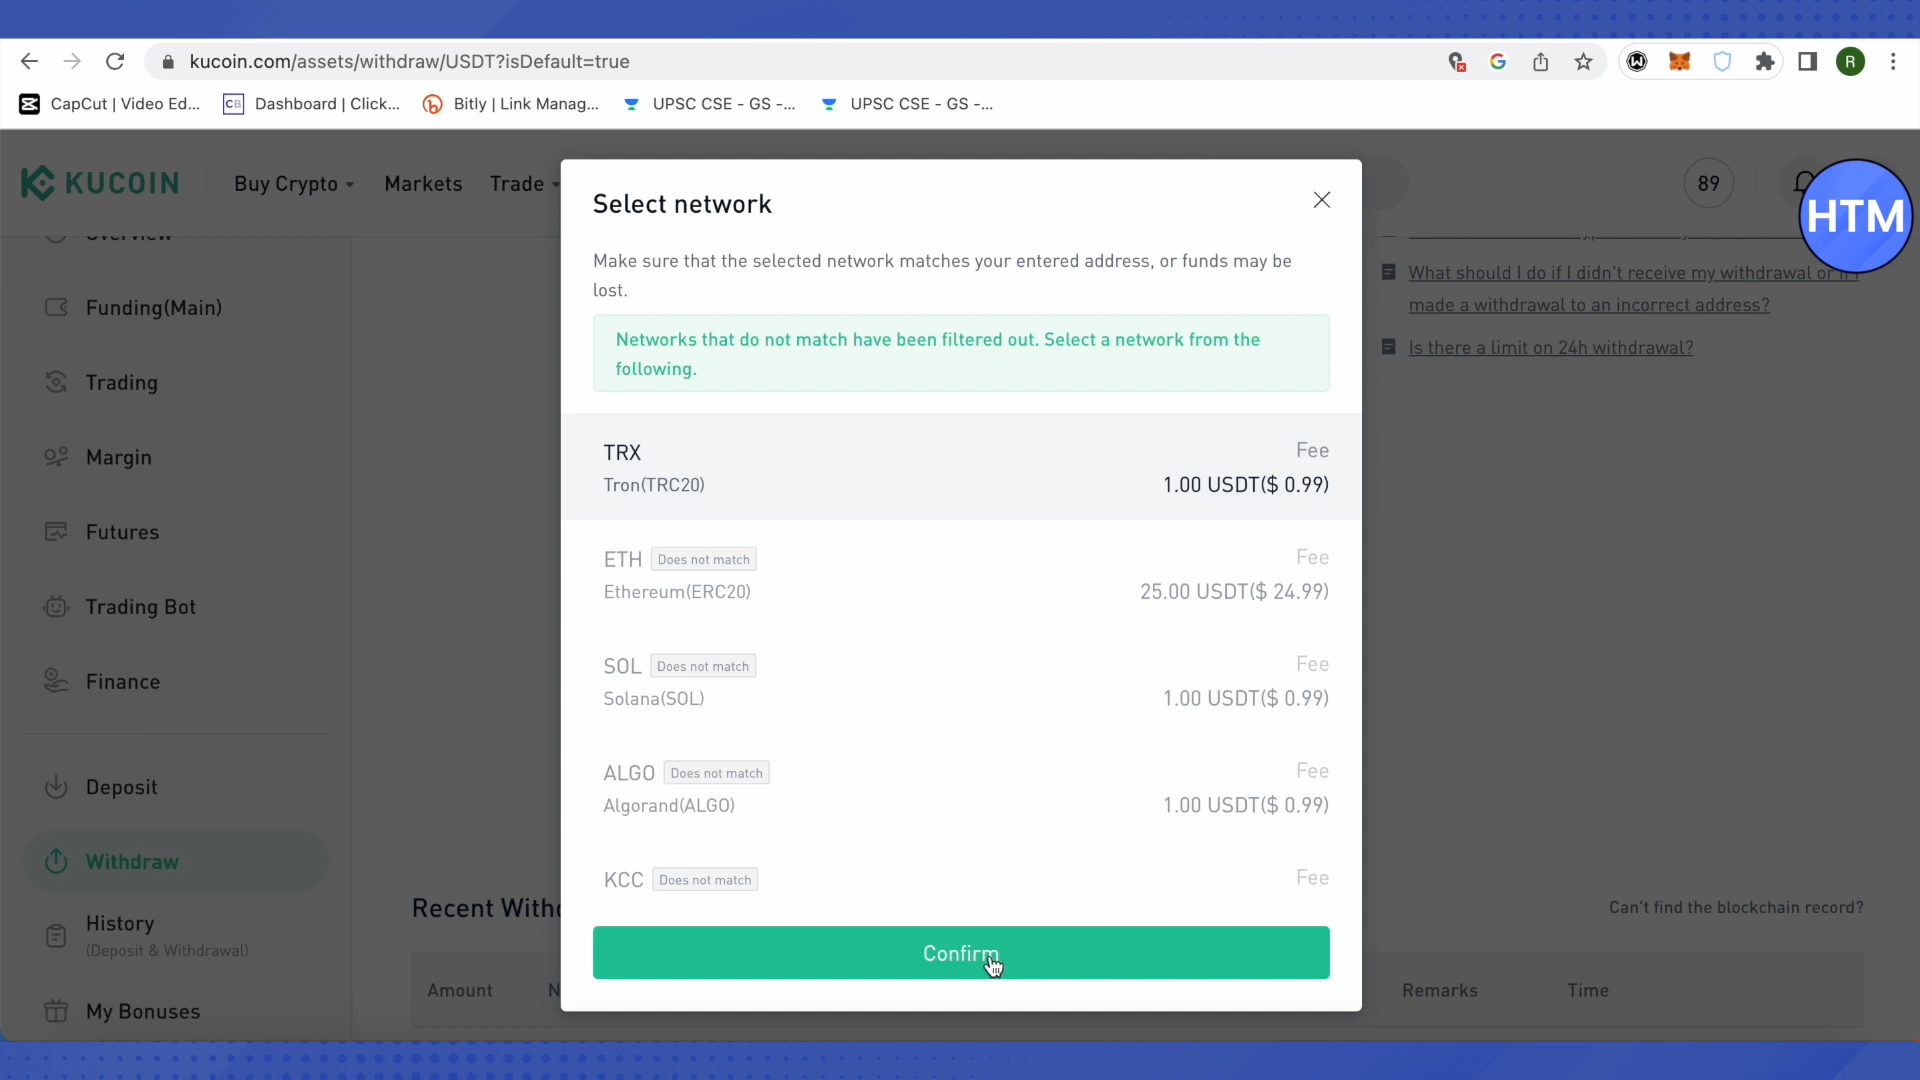 kucoin.com/assets/withdraw/USDT?isDefault=true
R
CapCut | Video Ed...
CB Dashboard | Click...
Bitly | Link Manag...
UPSC CSE - GS -...
UPSC CSE - GS -...
KUCOIN
Buy Crypto
Markets
Trade
89
HTM
Overview
Funding(Main)
Trading
Margin
Futures
Trading Bot
Finance
Deposit
Withdraw
History
(Deposit & Withdrawal)
My Bonuses
Select network
Make sure that the selected network matches your entered address, or funds may be
lost.
Networks that do not match have been filtered out. Select a network from the
following.
TRX Fee
Tron(TRC20) 1.00 USDT($ 0.99)
ETH Does not match Fee
Ethereum(ERC20) 25.00 USDT($ 24.99)
SOL Does not match Fee
Solana(SOL) 1.00 USDT($ 0.99)
ALGO Does not match Fee
Algorand(ALGO) 1.00 USDT($ 0.99)
KCC Does not match Fee
Confirm
What should I do if I didn't receive my withdrawal or if I
made a withdrawal to an incorrect address?
Is there a limit on 24h withdrawal?
Recent With
Can't find the blockchain record?
Amount
N
Remarks
Time